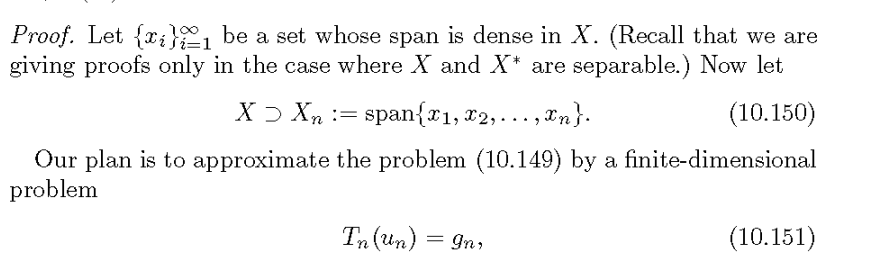 Proof. Let {x_i}_{i=1}^∞ be a set whose span is dense in X. (Recall that we are
giving proofs only in the case where X and X* are separable.) Now let
X ⊃ X_n := span{x_1, x_2, . . . , x_n}. (10.150)
Our plan is to approximate the problem (10.149) by a finite-dimensional
problem
T_n(u_n) = g_n, (10.151)